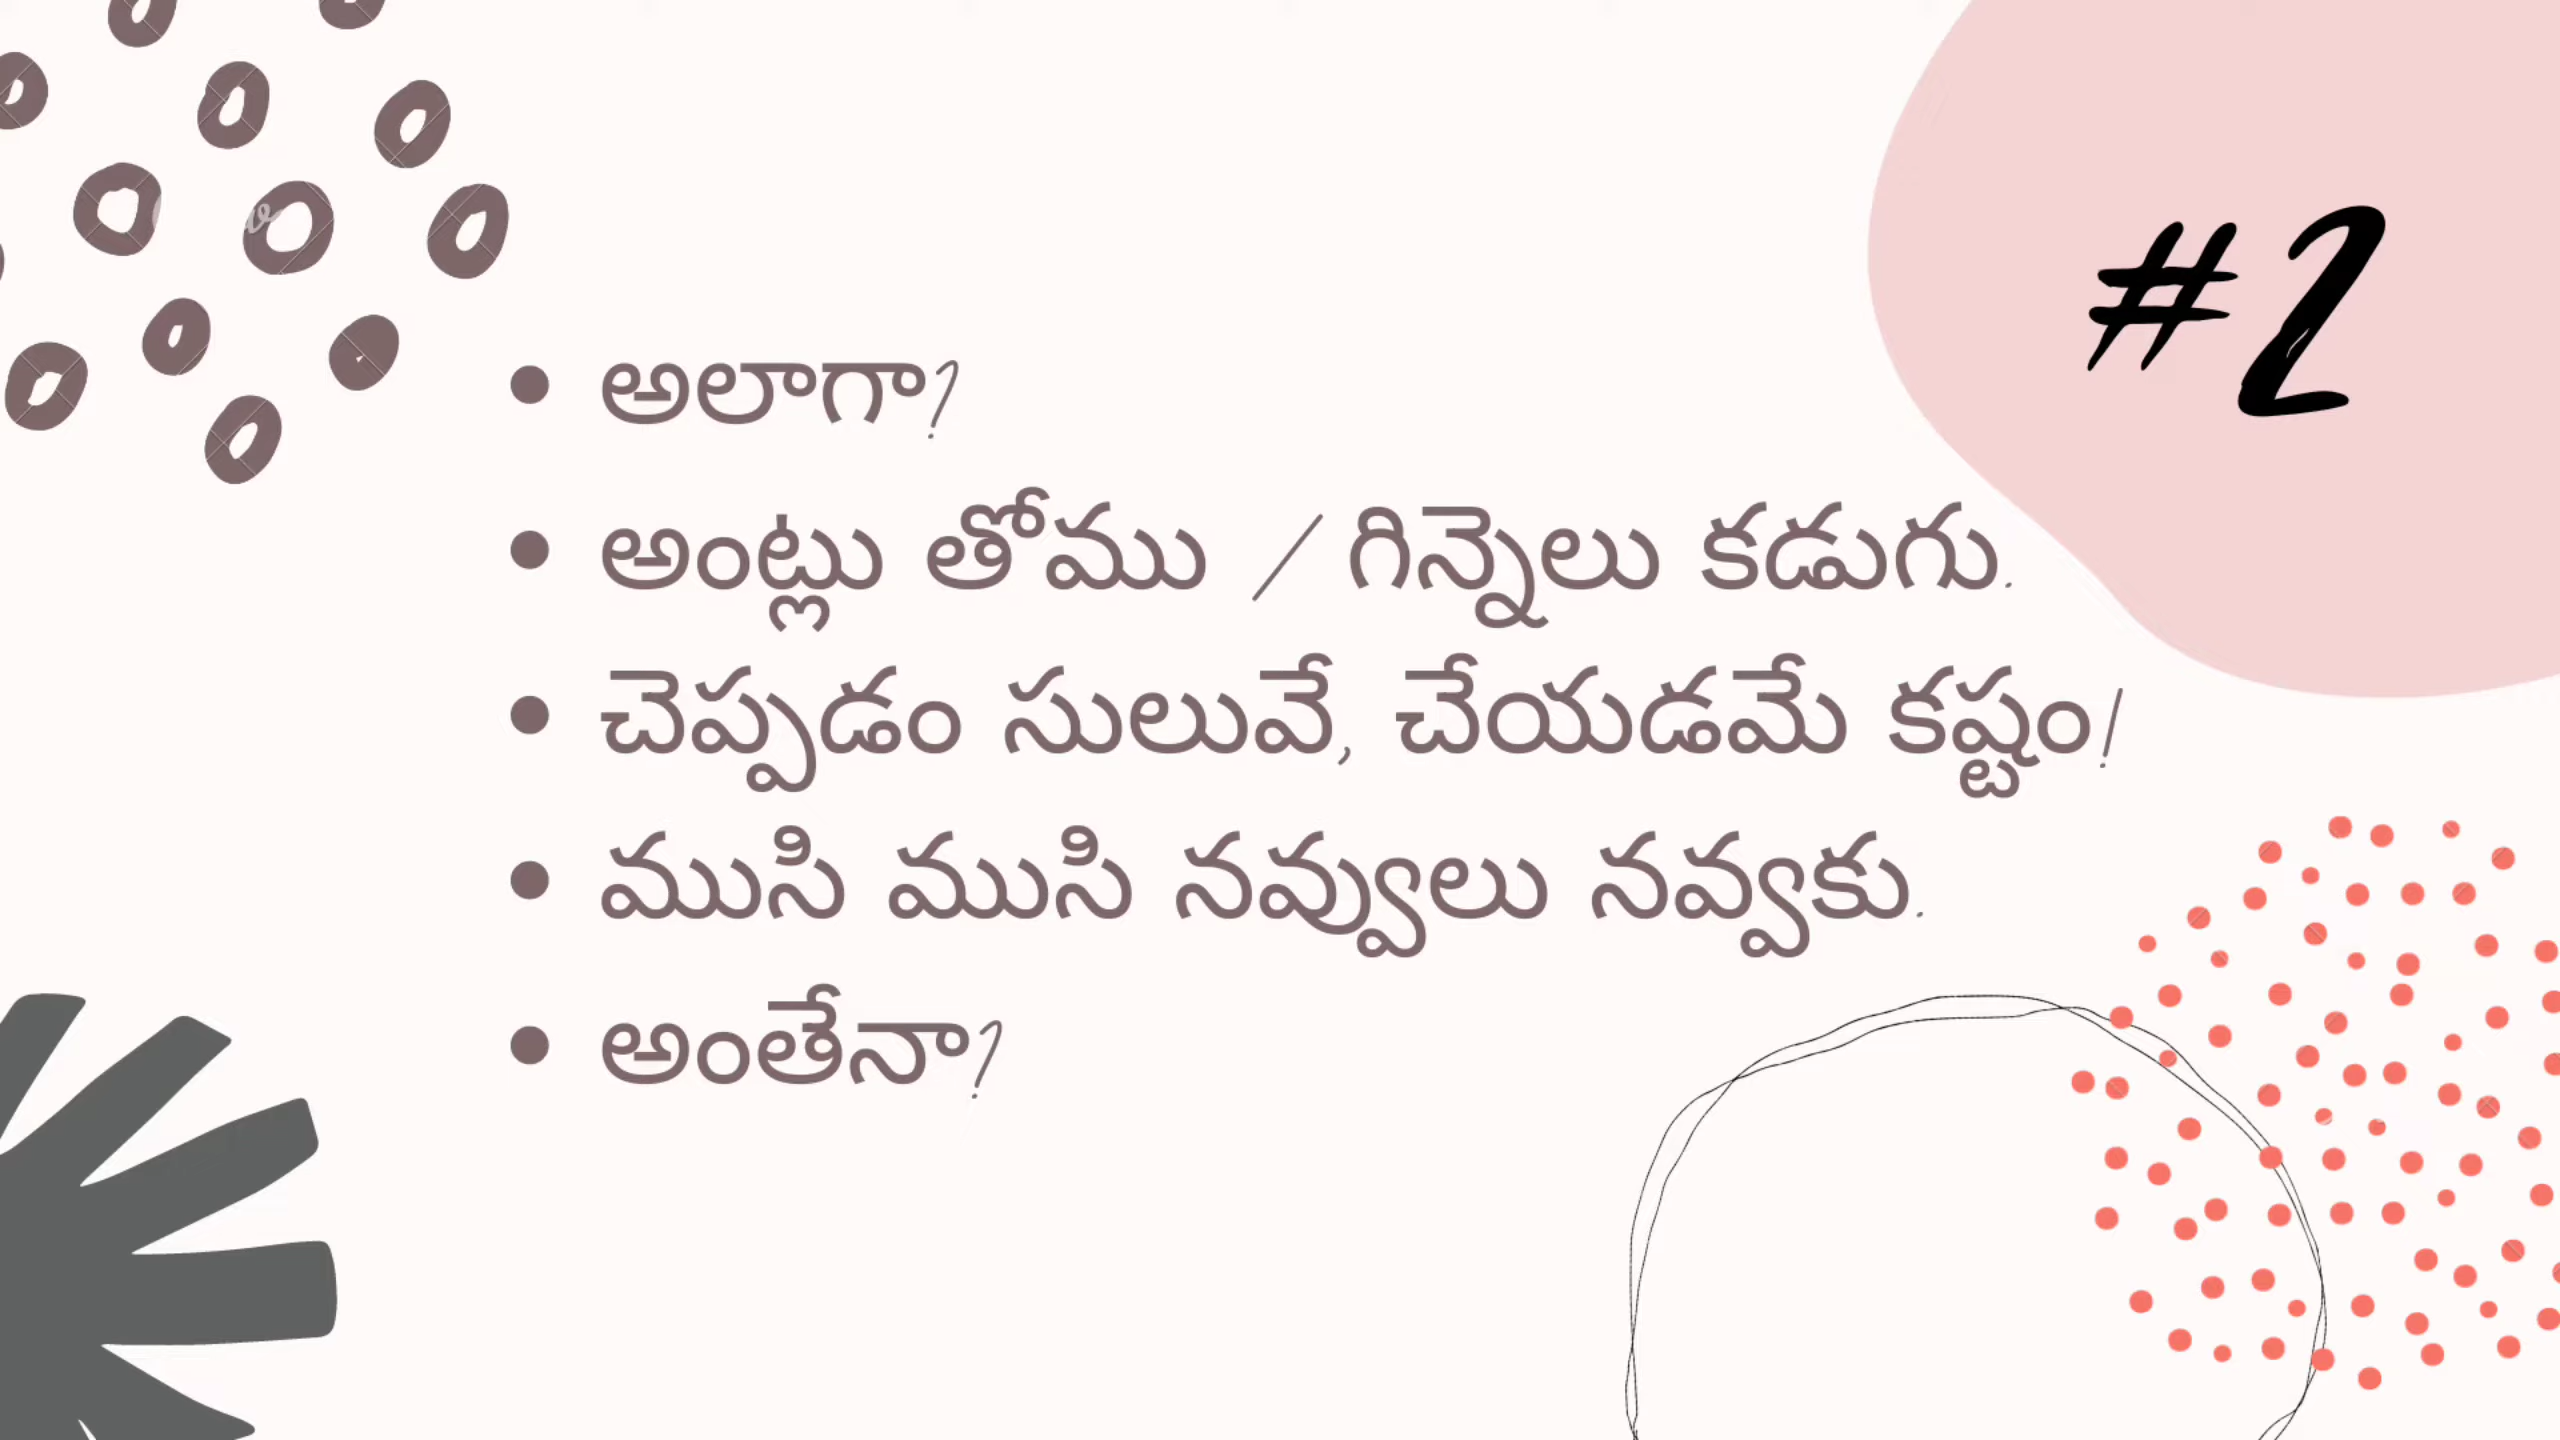 #2
• అలాగా?
• అంట్లు తోము / గిన్నెలు కడుగు.
• చెప్పడం సులువే, చేయడమే కష్టం!
• ముసి ముసి నవ్వులు నవ్వకు.
• అంతేనా?